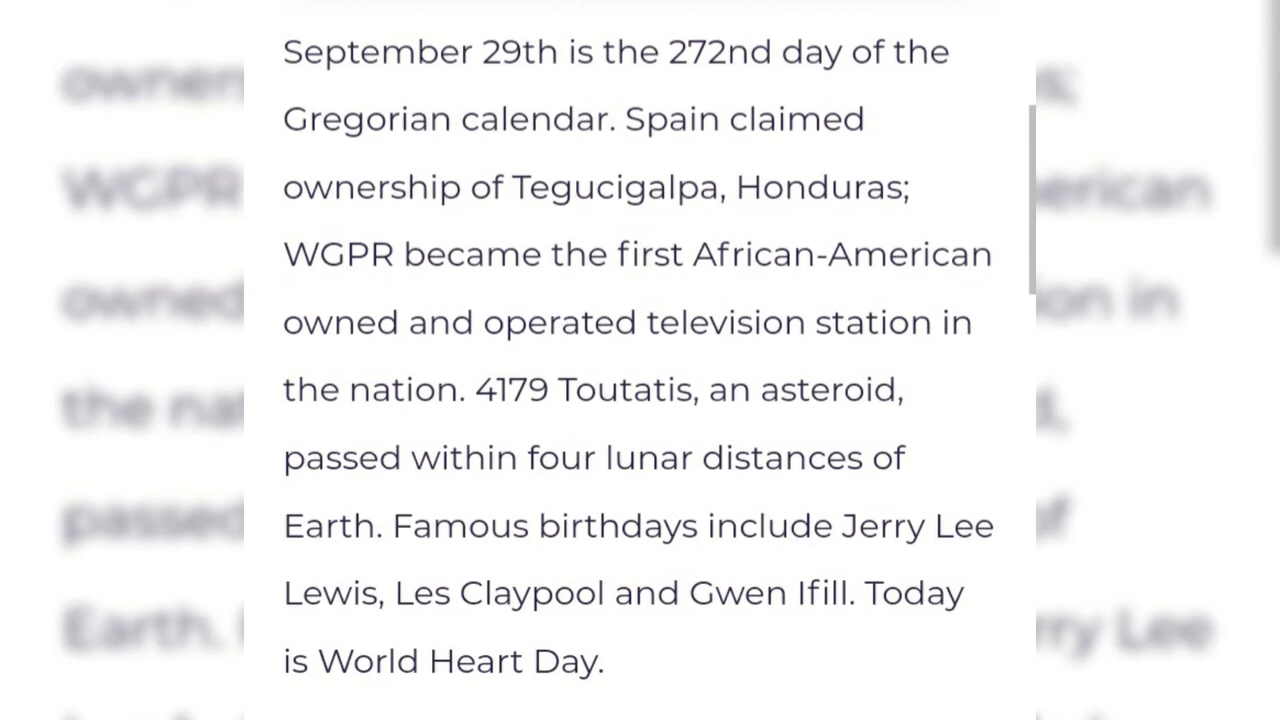 September 29th is the 272nd day of the
Gregorian calendar. Spain claimed
ownership of Tegucigalpa, Honduras;
WGPR became the first African-American
owned and operated television station in
the nation. 4179 Toutatis, an asteroid,
passed within four lunar distances of
Earth. Famous birthdays include Jerry Lee
Lewis, Les Claypool and Gwen Ifill. Today
is World Heart Day.